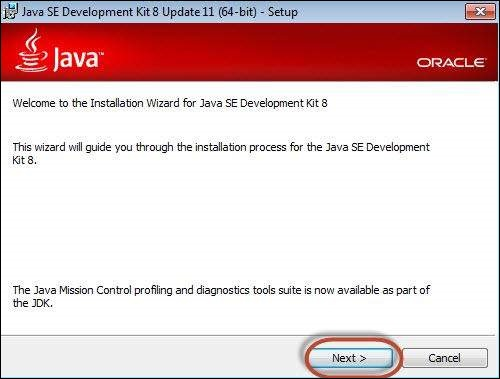 Java SE Development Kit 8 Update 11 (64-bit) - Setup
Java™
ORACLE®
Welcome to the Installation Wizard for Java SE Development Kit 8
This wizard will guide you through the installation process for the Java SE Development
Kit 8.
The Java Mission Control profiling and diagnostics tools suite is now available as part of
the JDK.
Next >
Cancel